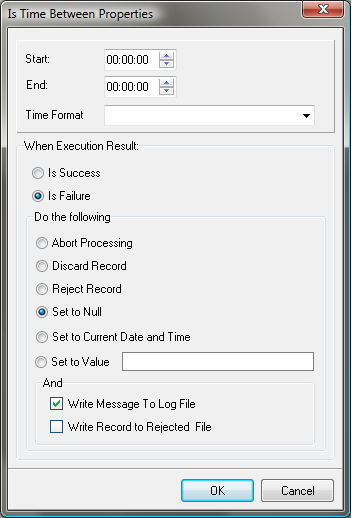 Is Time Between Properties
Start: 00:00:00
End: 00:00:00
Time Format
When Execution Result:
Is Success
Is Failure
Do the following
Abort Processing
Discard Record
Reject Record
Set to Null
Set to Current Date and Time
Set to Value
And
Write Message To Log File
Write Record to Rejected File
OK Cancel